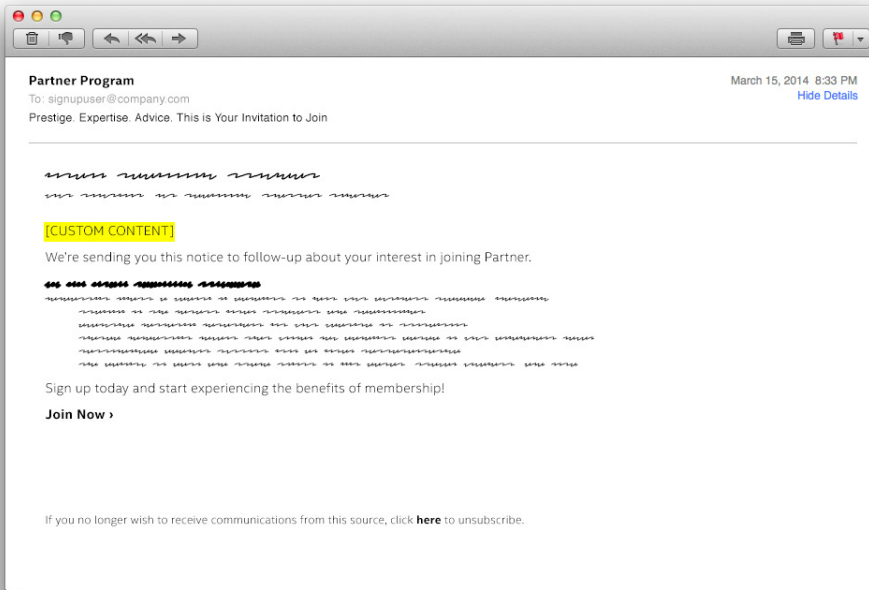 Partner Program
March 15, 2014 8:33 PM
To: signupuser@company.com
Hide Details
Prestige. Expertise. Advice. This is Your Invitation to Join
[CUSTOM CONTENT]
We're sending you this notice to follow-up about your interest in joining Partner.
Sign up today and start experiencing the benefits of membership!
Join Now ›
If you no longer wish to receive communications from this source, click here to unsubscribe.